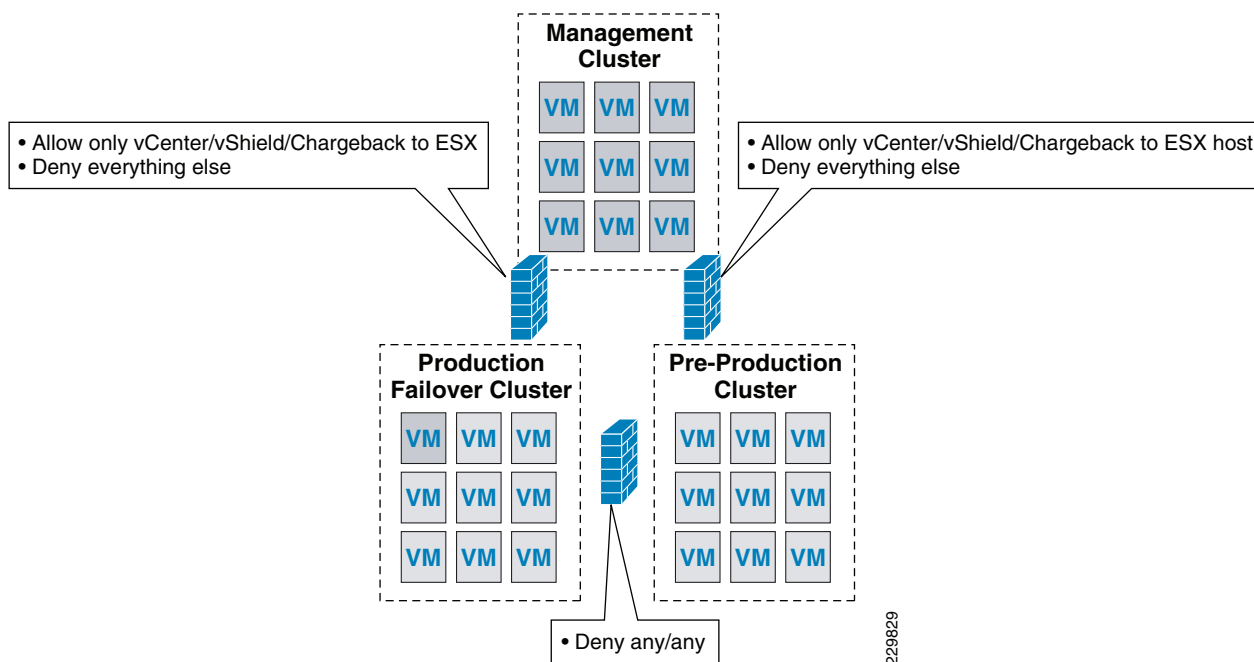 Management
Cluster
VM VM VM
VM VM VM
VM VM VM
• Allow only vCenter/vShield/Chargeback to ESX
• Deny everything else
• Allow only vCenter/vShield/Chargeback to ESX host
• Deny everything else
Production
Failover Cluster
VM VM VM
VM VM VM
VM VM VM
Pre-Production
Cluster
VM VM VM
VM VM VM
VM VM VM
• Deny any/any
229829